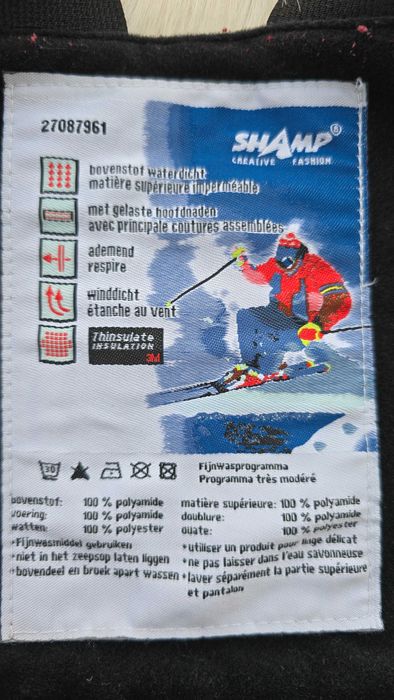 27087961
SHAMP®
CREATIVE FASHION
bovenstof waterdicht
matière supérieure imperméable
met gelaste hoofdnaden
avec principale coutures assemblées
ademend
respire
winddicht
étanche au vent
Thinsulate
INSULATION
3M
30
Fijnwasprogramma
Programma très modéré
bovenstof: 100 % polyamide
voering: 100 % polyamide
watten: 100 % polyester
matière supérieure: 100 % polyamide
doublure: 100 % polyamide
ouate: 100 % polyester
•Fijnwasmiddel gebruiken
•niet in het zeepsop laten liggen
•bovendeel en broek apart wassen
•utiliser un produit pour linge délicat
•ne pas laisser dans l'eau savonneuse
•laver séparément la partie supérieure
et pantalon